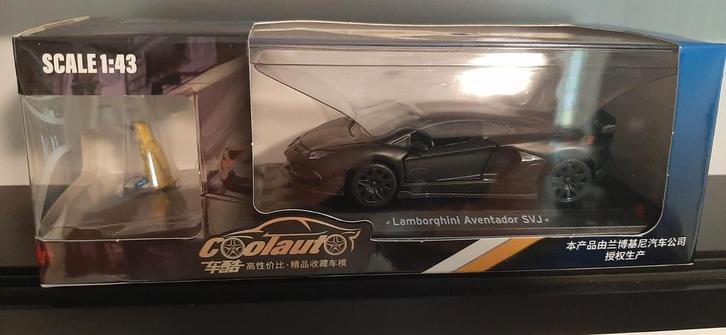 SCALE 1:43
Lamborghini Aventador SVJ
Coolauto
车酷 高性价比·精品收藏车模
本产品由兰博基尼汽车公司
授权生产